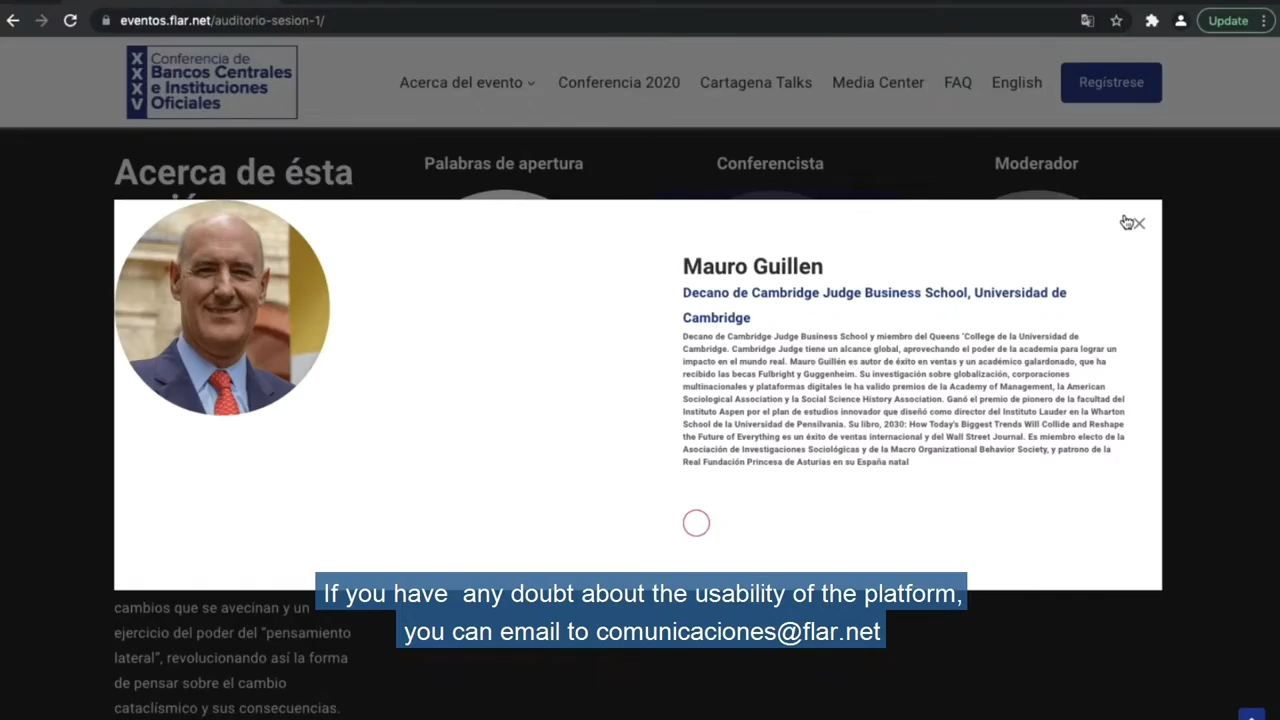 eventos.flar.net/auditorio-sesion-1/
Update
XXXV
Conferencia de
Bancos Centrales
e Instituciones
Oficiales
Acerca del evento
Conferencia 2020
Cartagena Talks
Media Center
FAQ
English
Regístrese
Acerca de ésta
Palabras de apertura
Conferencista
Moderador
Mauro Guillen
Decano de Cambridge Judge Business School, Universidad de
Cambridge
Decano de Cambridge Judge Business School y miembro del Queens 'College de la Universidad de
Cambridge. Cambridge Judge tiene un alcance global, aprovechando el poder de la academia para lograr un
impacto en el mundo real. Mauro Guillén es autor de éxito en ventas y un académico galardonado, que ha
recibido las becas Fulbright y Guggenheim. Su investigación sobre globalización, corporaciones
multinacionales y plataformas digitales le ha valido premios de la Academy of Management, la American
Sociological Association y la Social Science History Association. Ganó el premio de pionero de la facultad del
Instituto Aspen por el plan de estudios innovador que diseñó como director del Instituto Lauder en la Wharton
School de la Universidad de Pensilvania. Su libro, 2030: How Today's Biggest Trends Will Collide and Reshape
the Future of Everything es un éxito de ventas internacional y del Wall Street Journal. Es miembro electo de la
Asociación de Investigaciones Sociológicas y de la Macro Organizational Behavior Society, y patrono de la
Real Fundación Princesa de Asturias en su España natal
If you have any doubt about the usability of the platform,
you can email to comunicaciones@flar.net
cambios que se avecinan y un
ejercicio del poder del "pensamiento
lateral", revolucionando así la forma
de pensar sobre el cambio
cataclísmico y sus consecuencias.